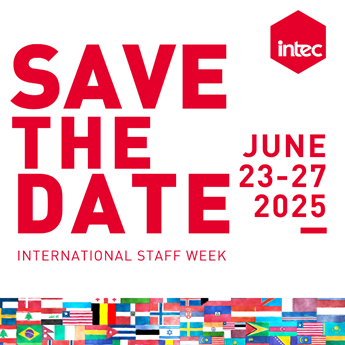 intec
SAVE
THE
DATE
JUNE
23-27
2025
INTERNATIONAL STAFF WEEK